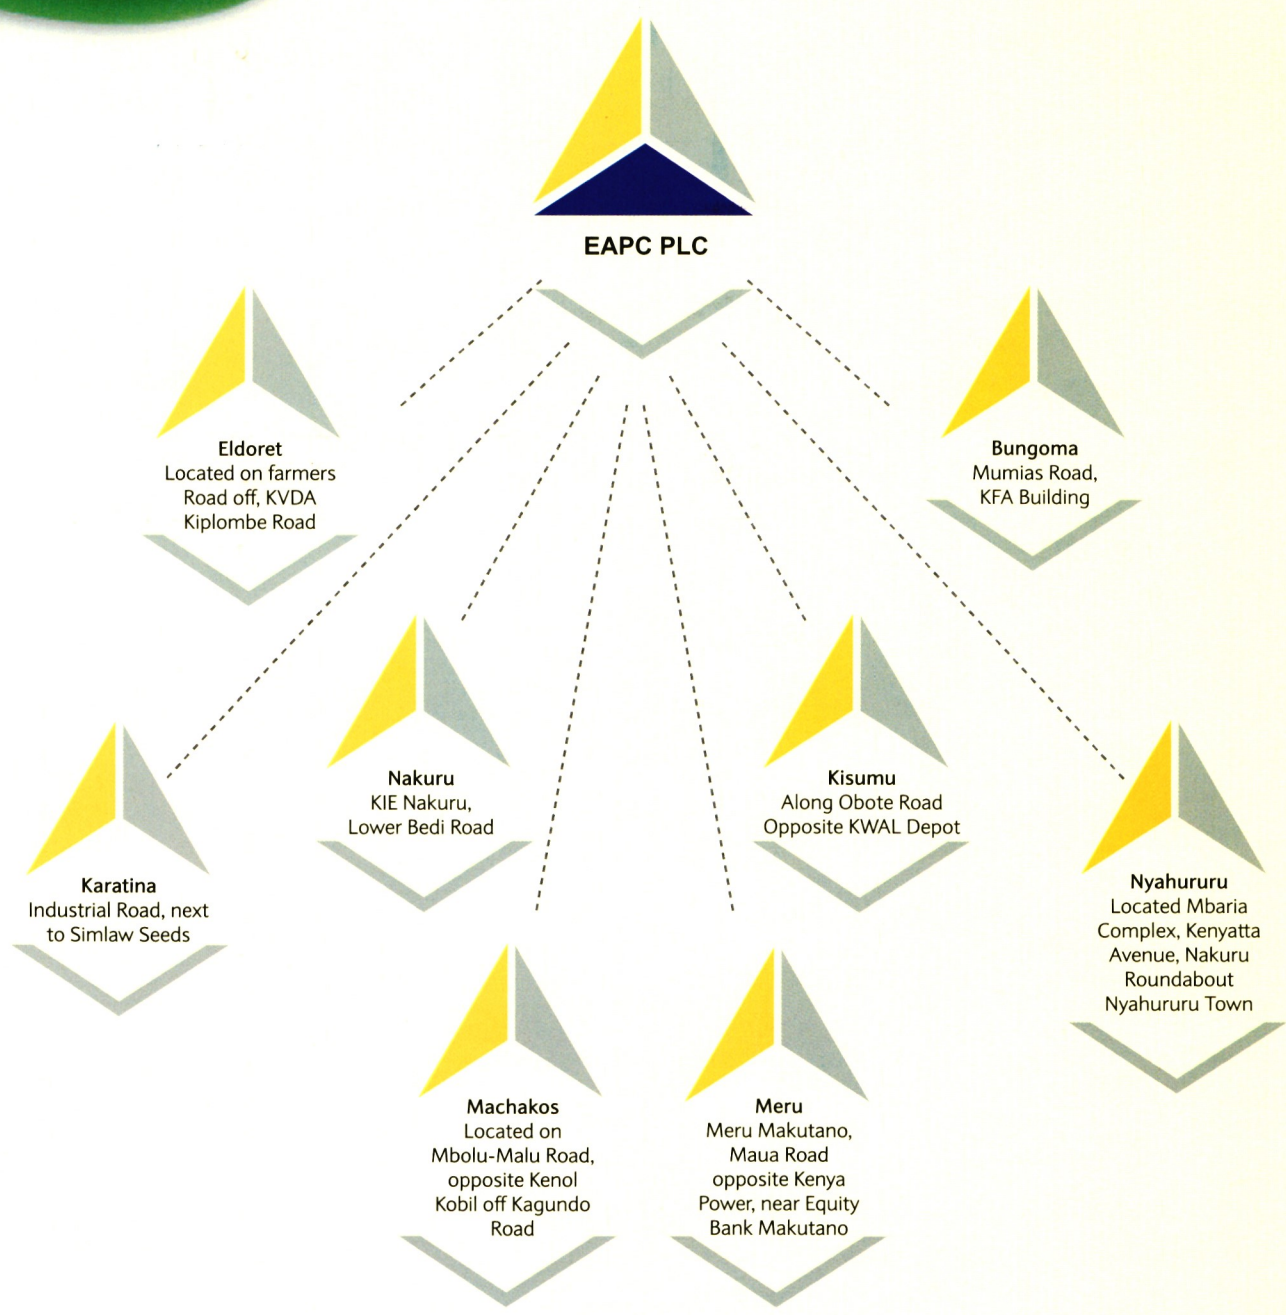 EAPC PLC
Eldoret
Located on farmers
Road off, KVDA
Kiplombe Road
Bungoma
Mumias Road,
KFA Building
Nakuru
KIE Nakuru,
Lower Bedi Road
Kisumu
Along Obote Road
Opposite KWAL Depot
Karatina
Industrial Road, next
to Simlaw Seeds
Nyahururu
Located Mbaria
Complex, Kenyatta
Avenue, Nakuru
Roundabout
Nyahururu Town
Machakos
Located on
Mbolu-Malu Road,
opposite Kenol
Kobil off Kagundo
Road
Meru
Meru Makutano,
Maua Road
opposite Kenya
Power, near Equity
Bank Makutano